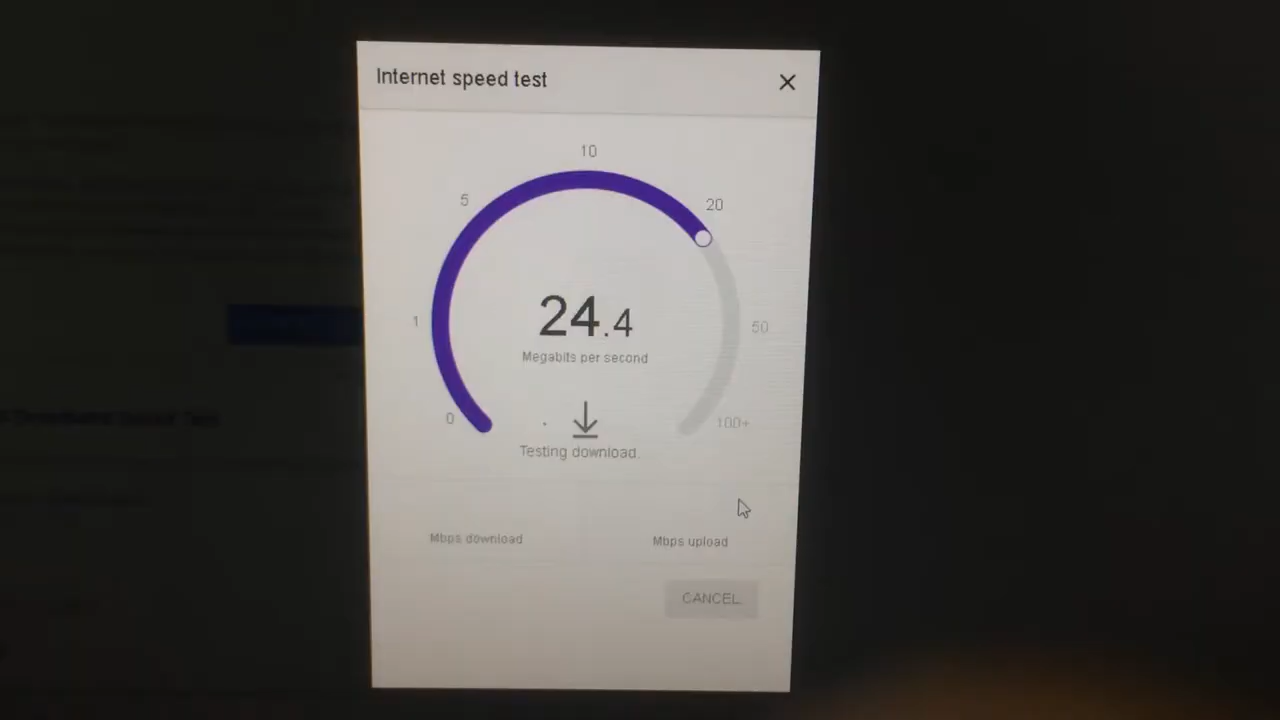 Internet speed test
10
5
20
24.4
1
50
Megabits per second
0
100+
Testing download.
Mbps download
Mbps upload
CANCEL